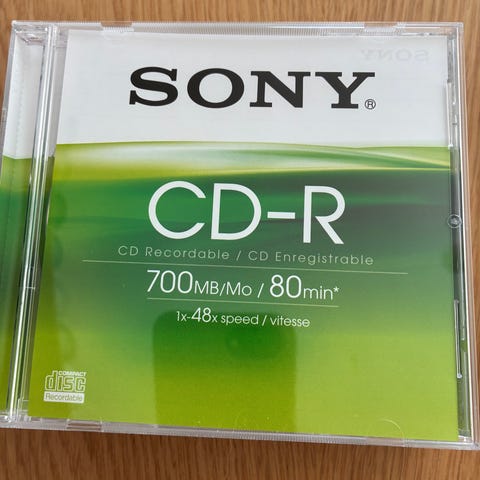 SONY®
CD-R
CD Recordable / CD Enregistrable
700MB/Mo / 80min*
1x-48x speed / vitesse
COMPACT
disc
Recordable